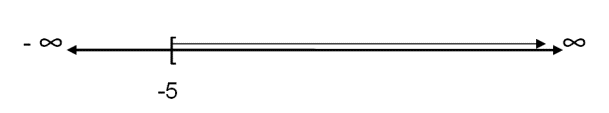 - ∞ [ ∞
-5